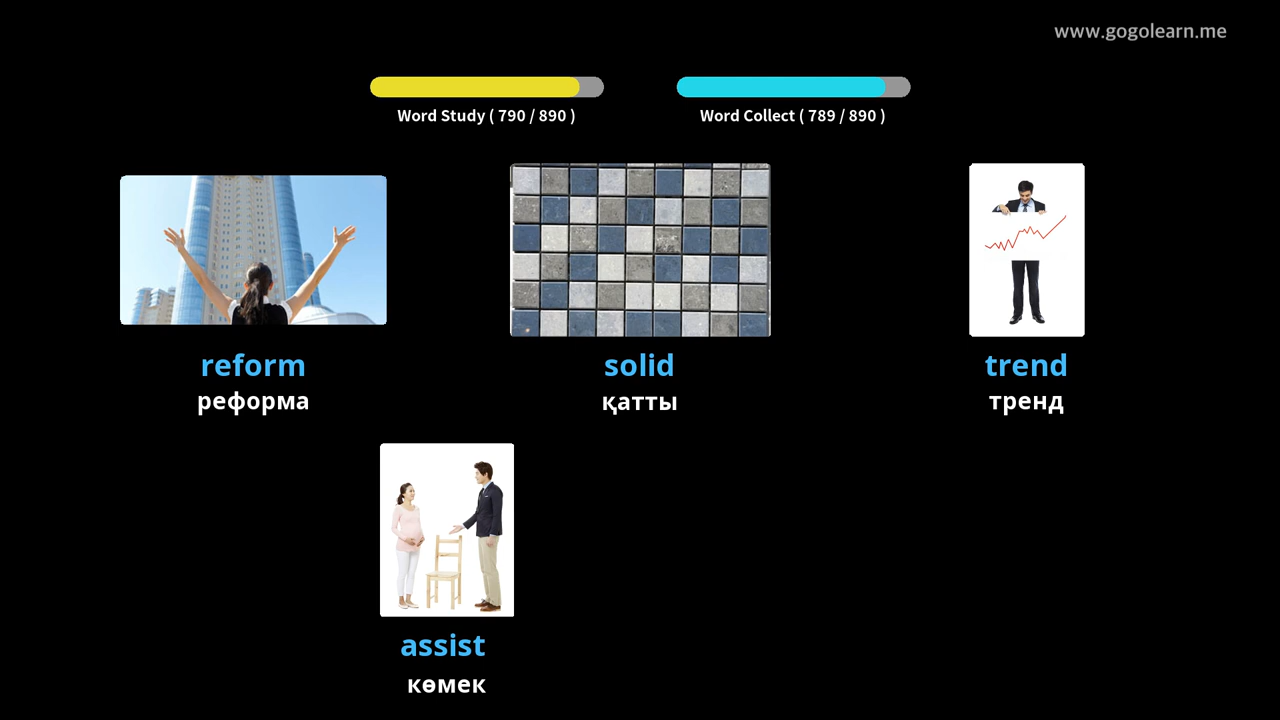 www.gogolearn.me
Word Study ( 790 / 890 )
Word Collect ( 789 / 890 )
reform
реформа
solid
қатты
trend
тренд
assist
көмек